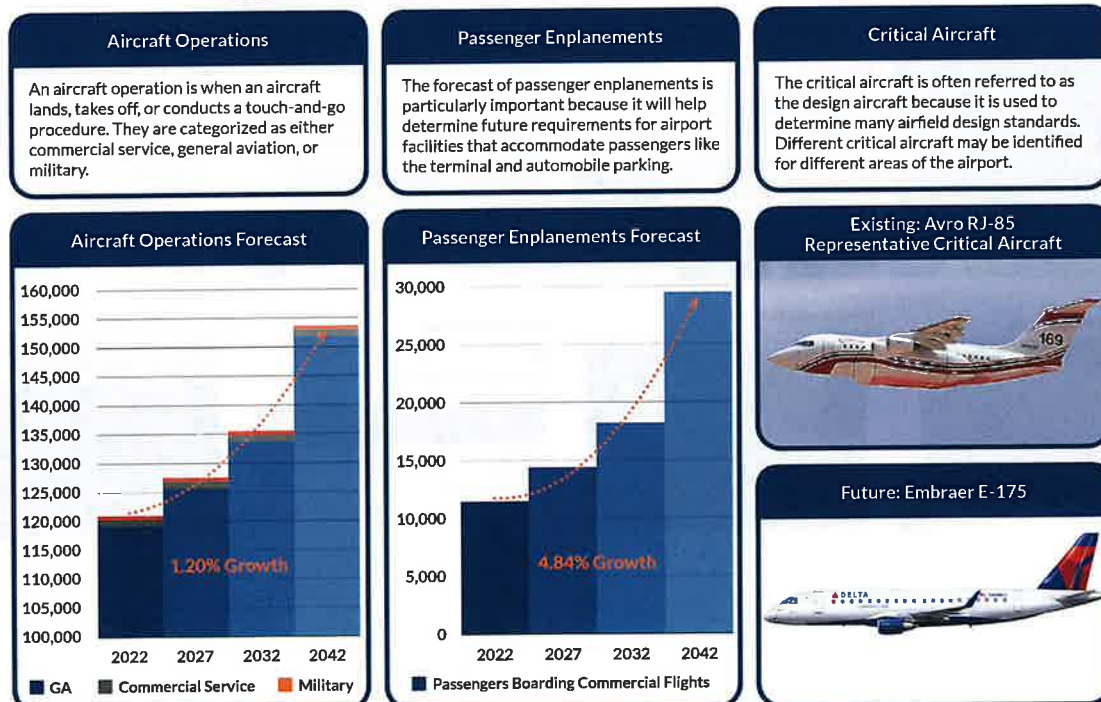 Aircraft Operations
An aircraft operation is when an aircraft
lands, takes off, or conducts a touch-and-go
procedure. They are categorized as either
commercial service, general aviation, or
military.
Passenger Enplanements
The forecast of passenger enplanements is
particularly important because it will help
determine future requirements for airport
facilities that accommodate passengers like
the terminal and automobile parking.
Critical Aircraft
The critical aircraft is often referred to as
the design aircraft because it is used to
determine many airfield design standards.
Different critical aircraft may be identified
for different areas of the airport.
Aircraft Operations Forecast
160,000
155,000
150,000
145,000
140,000
135,000
130,000
125,000
120,000
115,000
110,000
105,000
100,000
1.20% Growth
2022 2027 2032 2042
GA Commercial Service Military
Passenger Enplanements Forecast
30,000
25,000
20,000
15,000
10,000
5,000
0
4.84% Growth
2022 2027 2032 2042
Passengers Boarding Commercial Flights
Existing: Avro RJ-85
Representative Critical Aircraft
169
Future: Embraer E-175
DELTA